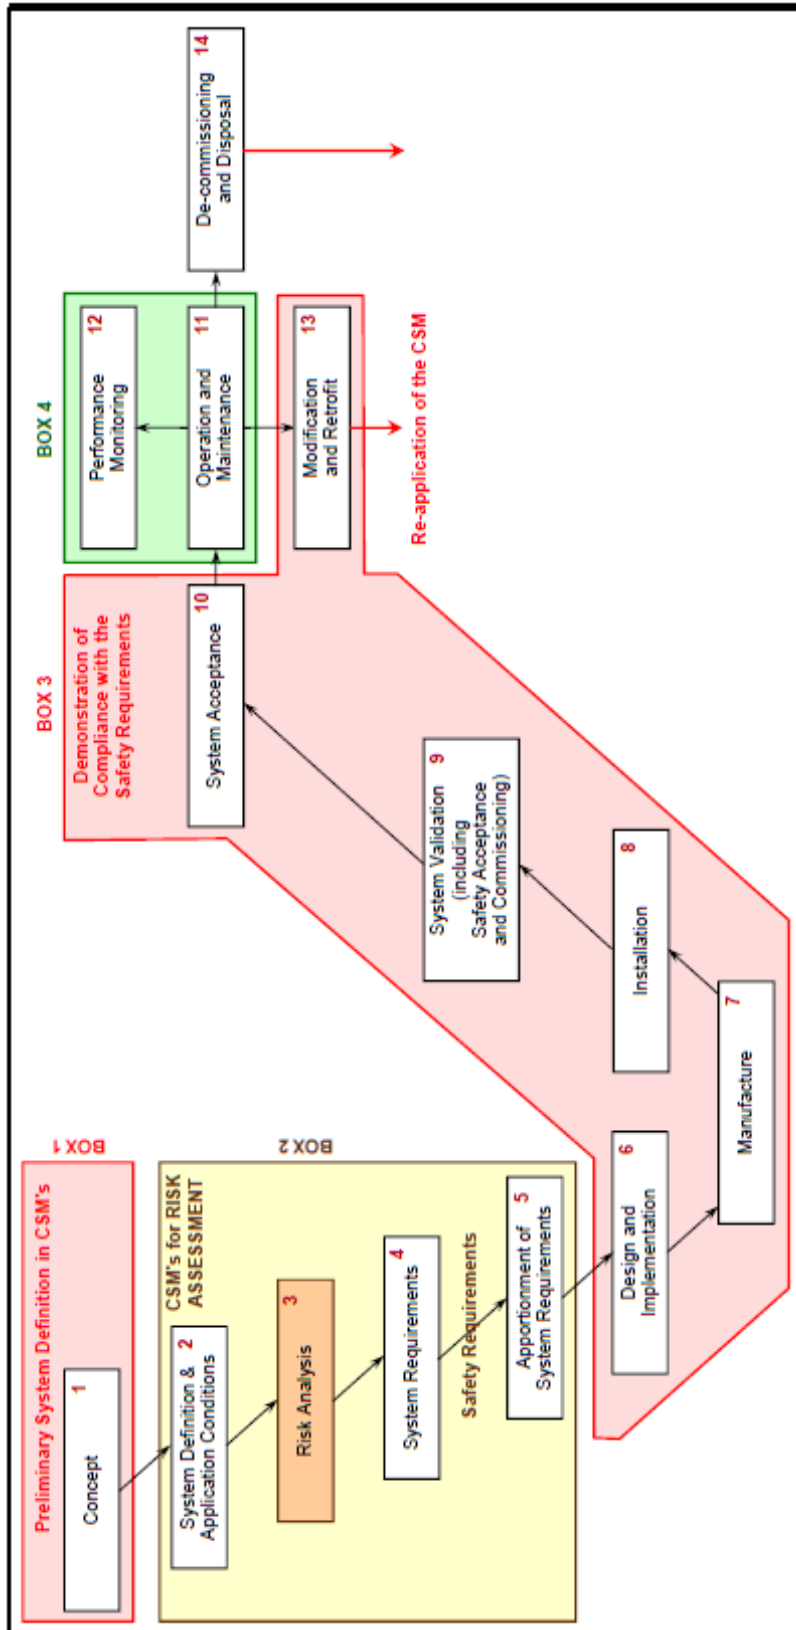 Preliminary System Definition in CSM's
BOX 1
Concept
1
BOX 2
CSM's for RISK
ASSESSMENT
System Definition &
Application Conditions
2
Risk Analysis
3
System Requirements
4
Safety Requirements
Apportionment of
System Requirements
5
Design and
Implementation
6
Manufacture
7
Installation
8
System Validation
(including
Safety Acceptance
and Commissioning)
9
BOX 3
Demonstration of
Compliance with the
Safety Requirements
System Acceptance
10
BOX 4
Performance
Monitoring
12
Operation and
Maintenance
11
Modification
and Retrofit
13
Re-application of the CSM
De-commissioning
and Disposal
14